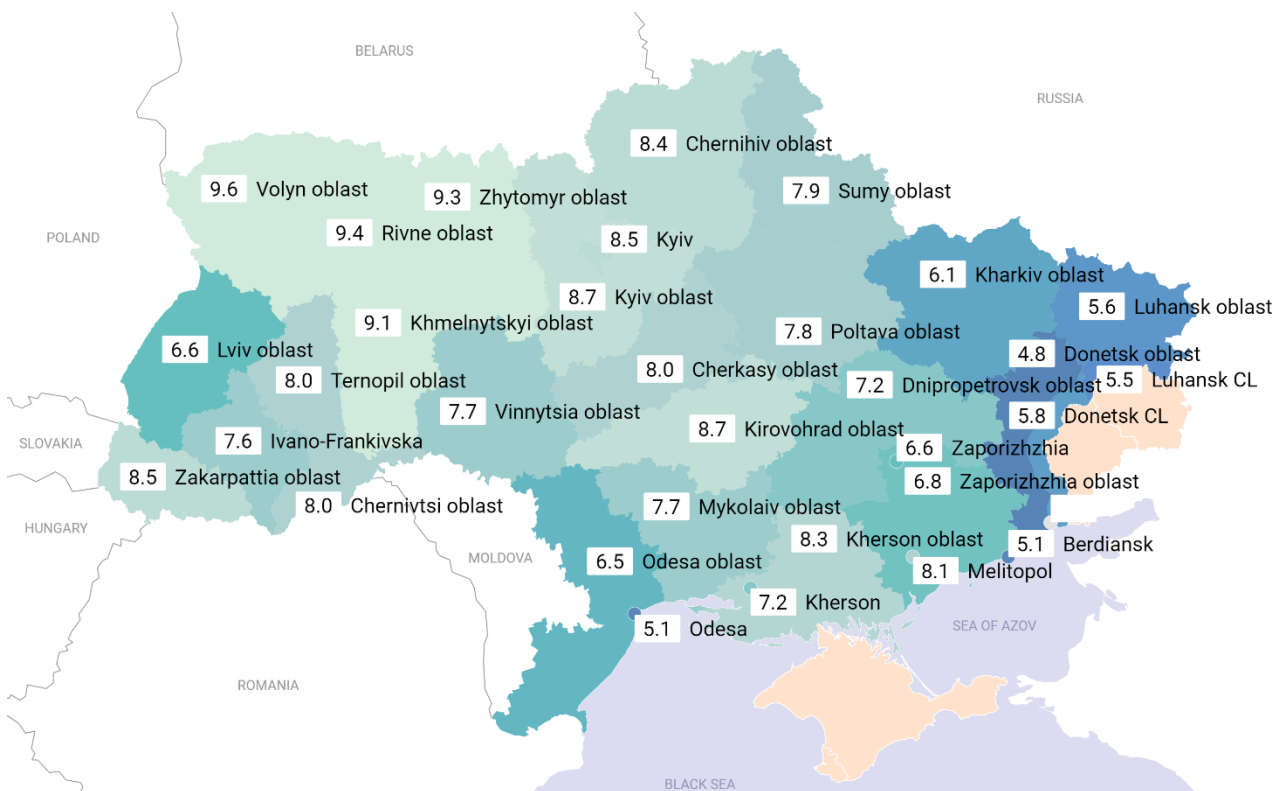 BELARUS
RUSSIA
8.4 Chernihiv oblast
9.6 Volyn oblast
9.3 Zhytomyr oblast
7.9 Sumy oblast
POLAND
9.4 Rivne oblast
8.5 Kyiv
6.1 Kharkiv oblast
8.7 Kyiv oblast
5.6 Luhansk oblast
9.1 Khmelnytskyi oblast
7.8 Poltava oblast
6.6 Lviv oblast
4.8 Donetsk oblast
8.0 Ternopil oblast
8.0 Cherkasy oblast
7.2 Dnipropetrovsk oblast
5.5 Luhansk CL
7.7 Vinnytsia oblast
5.8 Donetsk CL
SLOVAKIA
7.6 Ivano-Frankivska
8.7 Kirovohrad oblast
6.6 Zaporizhzhia
8.5 Zakarpattia oblast
6.8 Zaporizhzhia oblast
8.0 Chernivtsi oblast
7.7 Mykolaiv oblast
HUNGARY
8.3 Kherson oblast
5.1 Berdiansk
MOLDOVA
6.5 Odesa oblast
8.1 Melitopol
7.2 Kherson
5.1 Odesa
SEA OF AZOV
ROMANIA
BLACK SEA